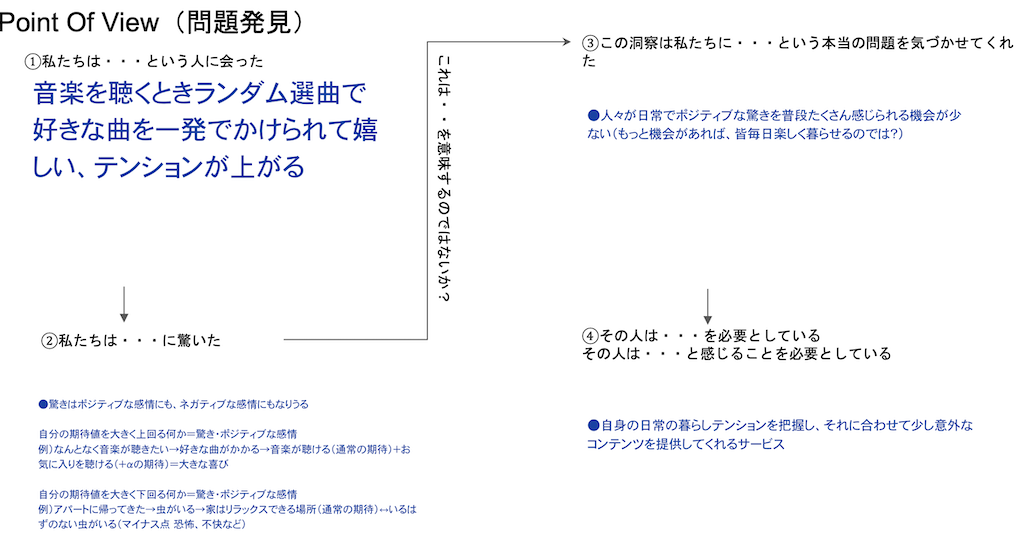 Point Of View（問題発見）
①私たちは・・・という人に会った
音楽を聴くときランダム選曲で
好きな曲を一発でかけられて嬉
しい、テンションが上がる
②私たちは・・・に驚いた
●驚きはポジティブな感情にも、ネガティブな感情にもなりうる
自分の期待値を大きく上回る何か＝驚き・ポジティブな感情
例）なんとなく音楽が聴きたい→好きな曲がかかる→音楽が聴ける（通常の期待）＋お
気に入りを聴ける（＋αの期待）＝大きな喜び
自分の期待値を大きく下回る何か＝驚き・ポジティブな感情
例）アパートに帰ってきた→虫がいる→家はリラックスできる場所（通常の期待）↔いるは
ずのない虫がいる（マイナス点 恐怖、不快など）
これは・・を意味するのではないか？
③この洞察は私たちに・・・という本当の問題を気づかせてくれ
た
●人々が日常でポジティブな驚きを普段たくさん感じられる機会が少
ない（もっと機会があれば、皆毎日楽しく暮らせるのでは？）
④その人は・・・を必要としている
その人は・・・と感じることを必要としている
●自身の日常の暮らしテンションを把握し、それに合わせて少し意外な
コンテンツを提供してくれるサービス